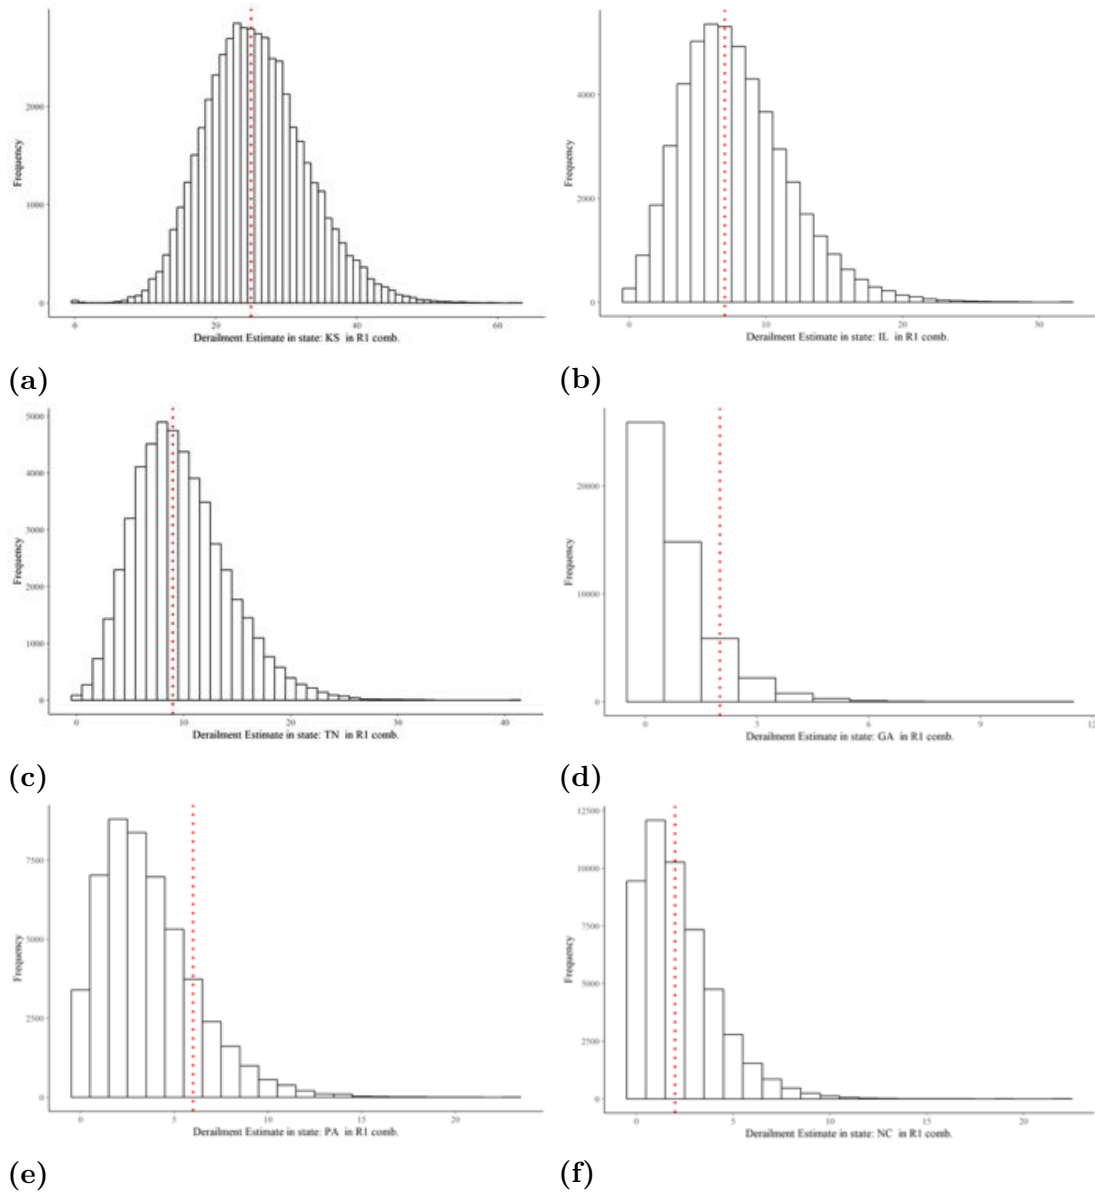 2000
1000
0
Frequency
0 20 40 60
Derailment Estimate in state: KS in R1 comb.
(a)
4000
2000
0
Frequency
0 10 20 30
Derailment Estimate in state: IL in R1 comb.
(b)
5000
4000
3000
2000
1000
0
Frequency
0 10 20 30 40
Derailment Estimate in state: TN in R1 comb.
(c)
20000
10000
0
Frequency
0 3 6 9 12
Derailment Estimate in state: GA in R1 comb.
(d)
7500
5000
2500
0
Frequency
0 5 10 15 20
Derailment Estimate in state: PA in R1 comb.
(e)
12500
10000
7500
5000
2500
0
Frequency
0 5 10 15 20
Derailment Estimate in state: NC in R1 comb.
(f)